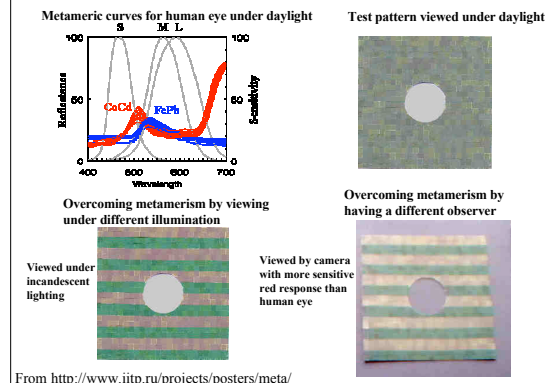 Metameric curves for human eye under daylight
S M L
100 100
Reflectance
CoCd
FePb
50 50
S-ensitivity
0 0
400 500 600 700
Wavelength
Test pattern viewed under daylight
Overcoming metamerism by viewing
under different illumination
Viewed under
incandescent
lighting
Overcoming metamerism by
having a different observer
Viewed by camera
with more sensitive
red response than
human eye
From http://www.iitp.ru/projects/posters/meta/